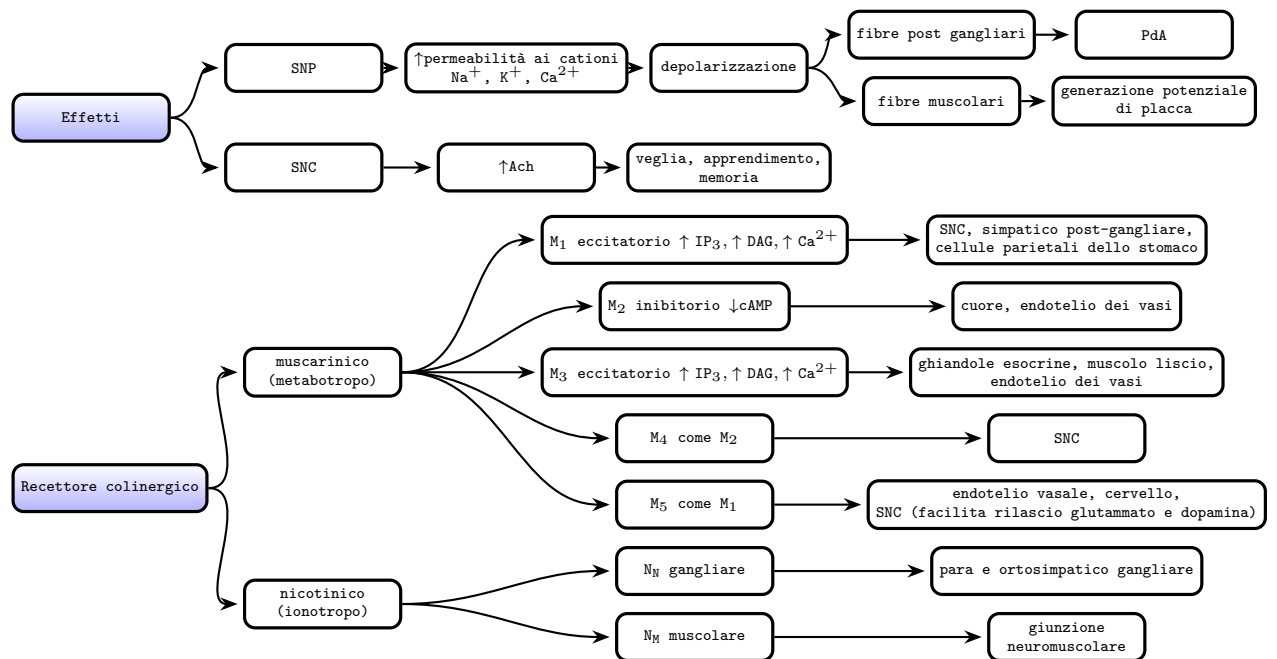 Effetti
SNP
↑permeabilità ai cationi
Na⁺, K⁺, Ca²⁺
depolarizzazione
fibre post gangliari
PdA
fibre muscolari
generazione potenziale
di placca
SNC
↑Ach
veglia, apprendimento,
memoria
Recettore colinergico
muscarinico
(metabotropo)
M₁ eccitatorio ↑ IP₃, ↑ DAG, ↑ Ca²⁺
SNC, simpatico post-gangliare,
cellule parietali dello stomaco
M₂ inibitorio ↓cAMP
cuore, endotelio dei vasi
M₃ eccitatorio ↑ IP₃, ↑ DAG, ↑ Ca²⁺
ghiandole esocrine, muscolo liscio,
endotelio dei vasi
M₄ come M₂
SNC
M₅ come M₁
endotelio vasale, cervello,
SNC (facilita rilascio glutammato e dopamina)
nicotinico
(ionotropo)
N_N gangliare
para e ortosimpatico gangliare
N_M muscolare
giunzione
neuromuscolare